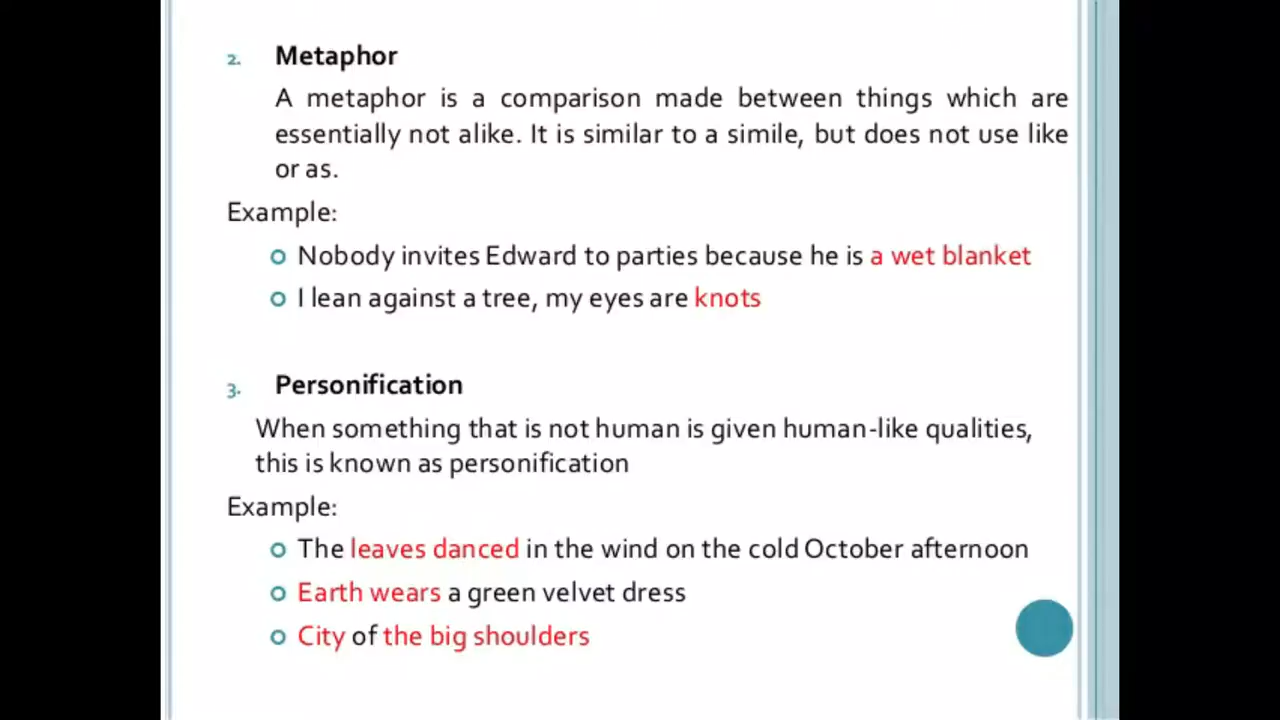 2. Metaphor
A metaphor is a comparison made between things which are
essentially not alike. It is similar to a simile, but does not use like
or as.
Example:
Nobody invites Edward to parties because he is a wet blanket
I lean against a tree, my eyes are knots
3. Personification
When something that is not human is given human-like qualities,
this is known as personification
Example:
The leaves danced in the wind on the cold October afternoon
Earth wears a green velvet dress
City of the big shoulders